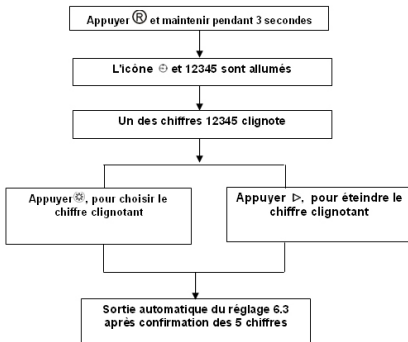 Appuyer ® et maintenir pendant 3 secondes
L'icône ⏲ et 12345 sont allumés
Un des chiffres 12345 clignote
Appuyer☼, pour choisir le
chiffre clignotant
Appuyer ▷, pour éteindre le
chiffre clignotant
Sortie automatique du réglage 6.3
après confirmation des 5 chiffres